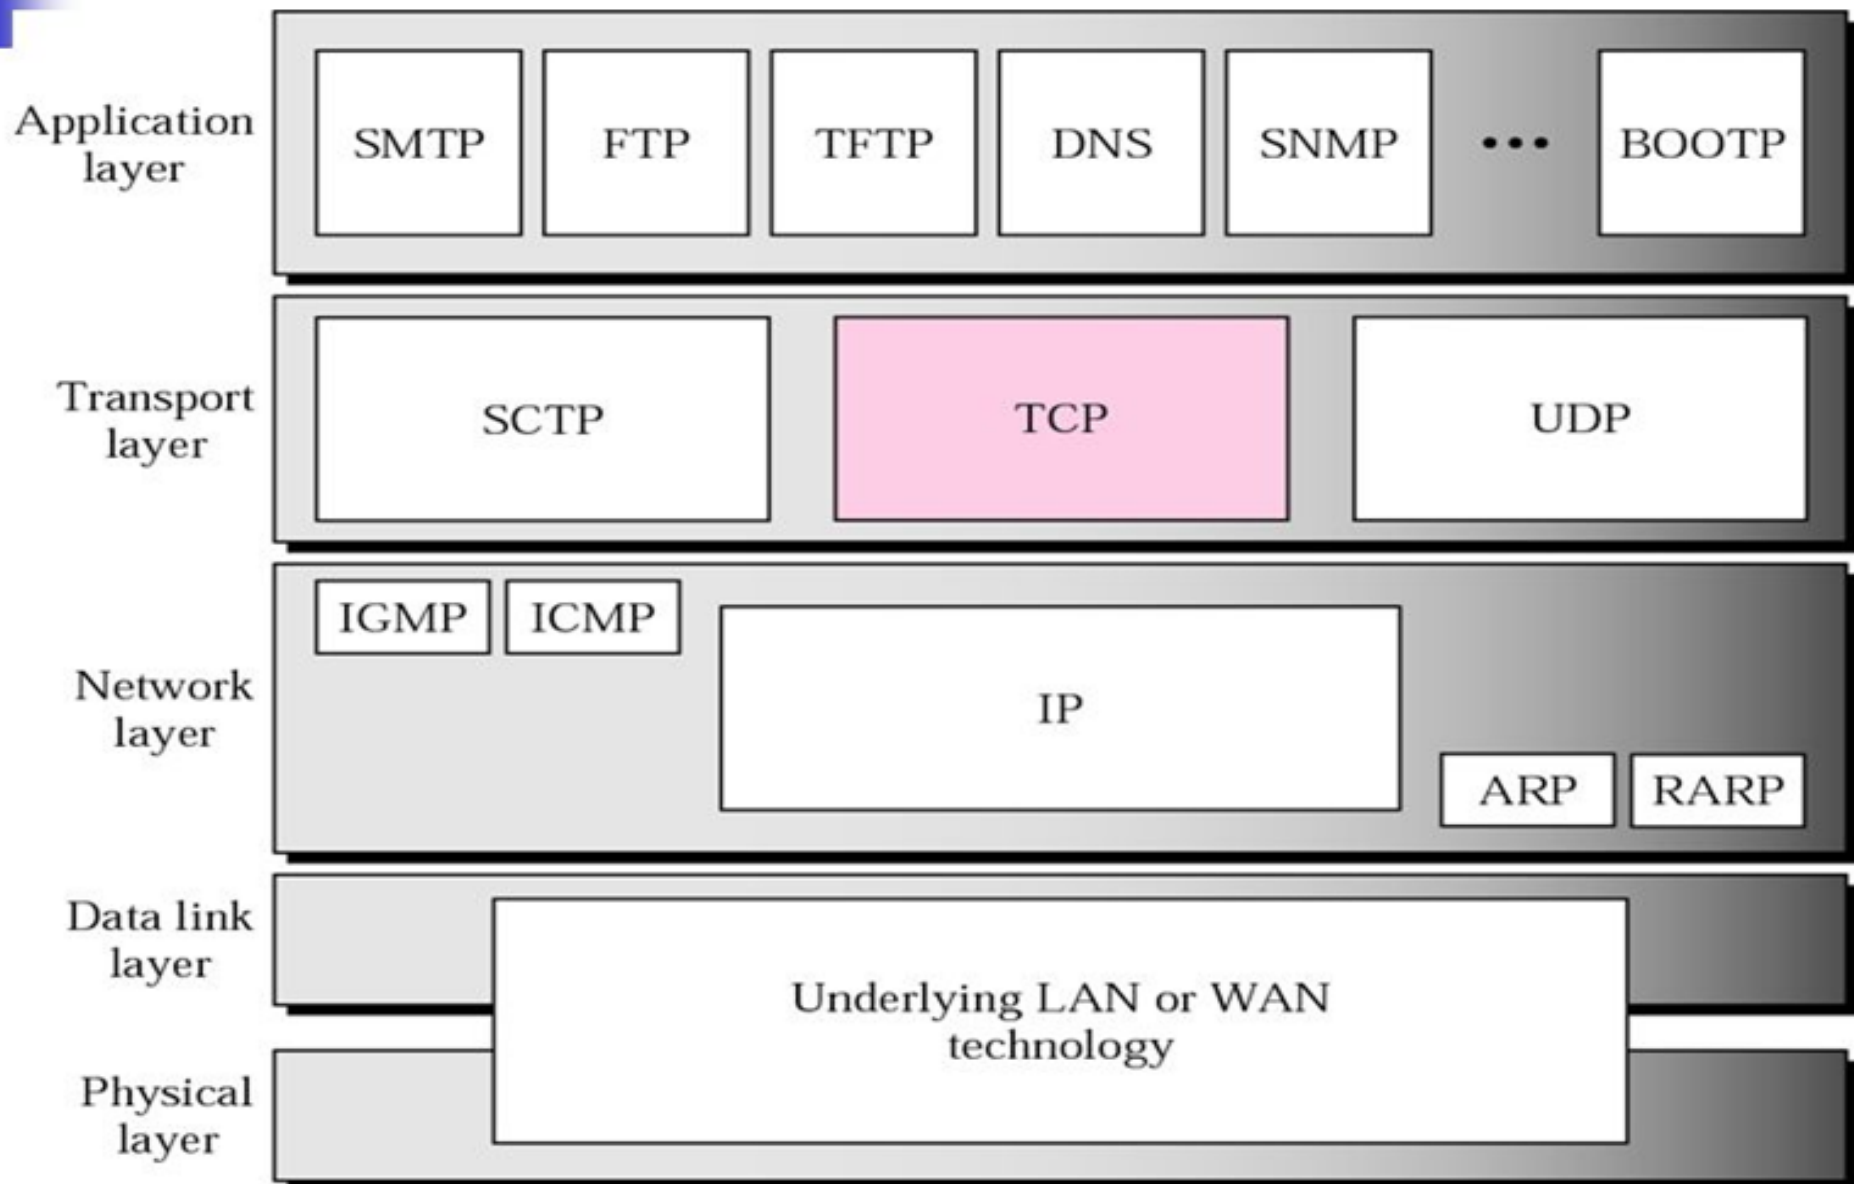 Application
layer
SMTP
FTP
TFTP
DNS
SNMP
•••
BOOTP
Transport
layer
SCTP
TCP
UDP
Network
layer
IGMP
ICMP
IP
ARP
RARP
Data link
layer
Underlying LAN or WAN
technology
Physical
layer